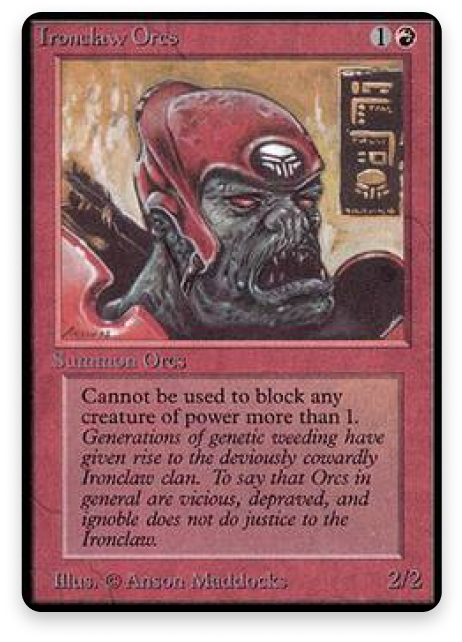 Ironclaw Orcs 1
Summon Orcs
Cannot be used to block any
creature of power more than 1.
Generations of genetic weeding have
given rise to the deviously cowardly
Ironclaw clan. To say that Orcs in
general are vicious, depraved, and
ignoble does not do justice to the
Ironclaw.
Illus. © Anson Maddocks 2/2